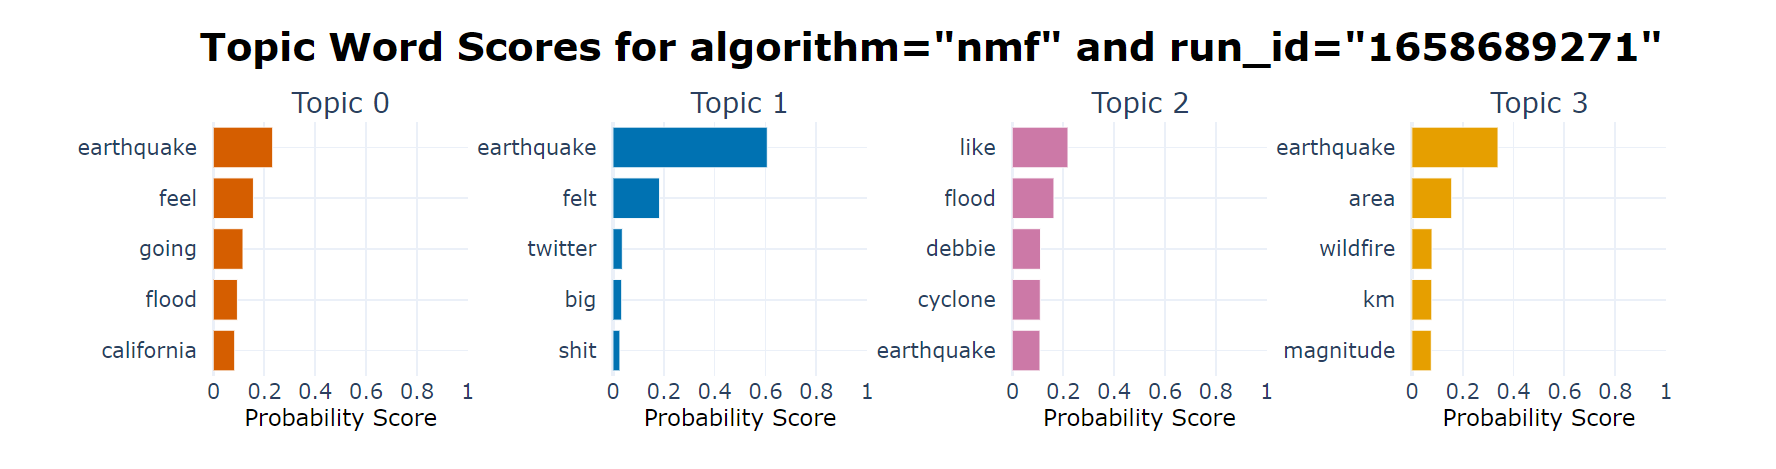 Topic Word Scores for algorithm="nmf" and run_id="1658689271"
Topic 0
earthquake
feel
going
flood
california
0 0.2 0.4 0.6 0.8 1
Probability Score
Topic 1
earthquake
felt
twitter
big
shit
0 0.2 0.4 0.6 0.8 1
Probability Score
Topic 2
like
flood
debbie
cyclone
earthquake
0 0.2 0.4 0.6 0.8 1
Probability Score
Topic 3
earthquake
area
wildfire
km
magnitude
0 0.2 0.4 0.6 0.8 1
Probability Score